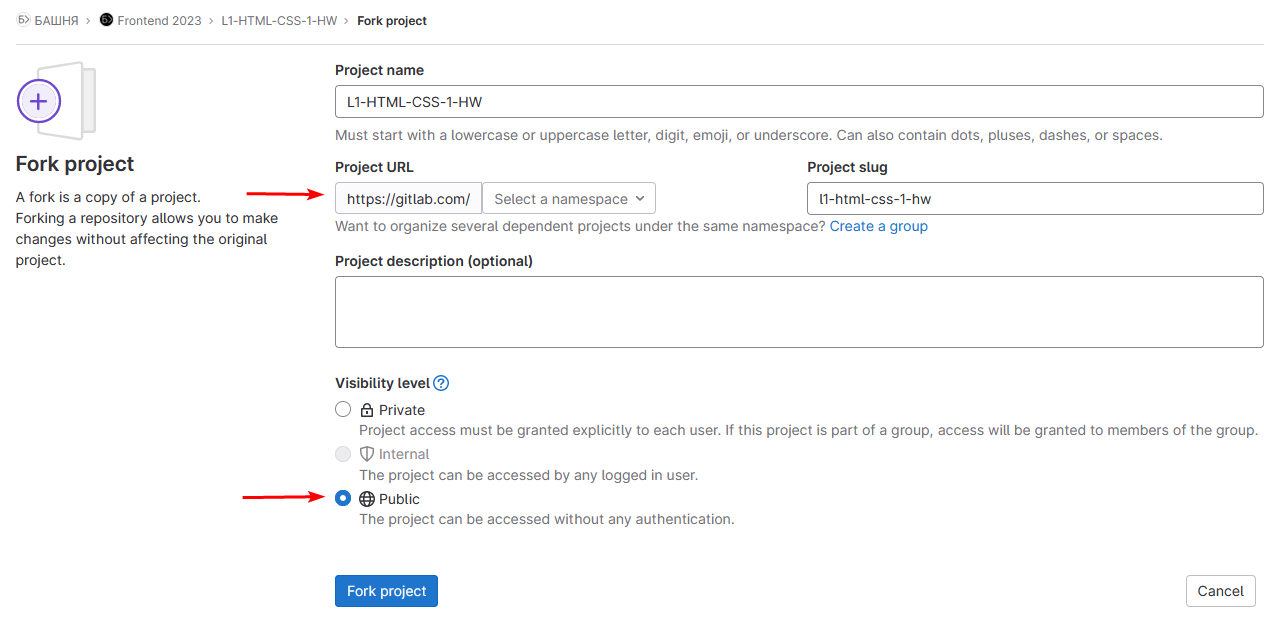 Б> БАШНЯ › Б> Frontend 2023 › L1-HTML-CSS-1-HW › Fork project
Fork project
A fork is a copy of a project.
Forking a repository allows you to make
changes without affecting the original
project.
Project name
L1-HTML-CSS-1-HW
Must start with a lowercase or uppercase letter, digit, emoji, or underscore. Can also contain dots, pluses, dashes, or spaces.
Project URL
https://gitlab.com/ Select a namespace
Project slug
l1-html-css-1-hw
Want to organize several dependent projects under the same namespace? Create a group
Project description (optional)
Visibility level ?
Private
Project access must be granted explicitly to each user. If this project is part of a group, access will be granted to members of the group.
Internal
The project can be accessed by any logged in user.
Public
The project can be accessed without any authentication.
Fork project Cancel